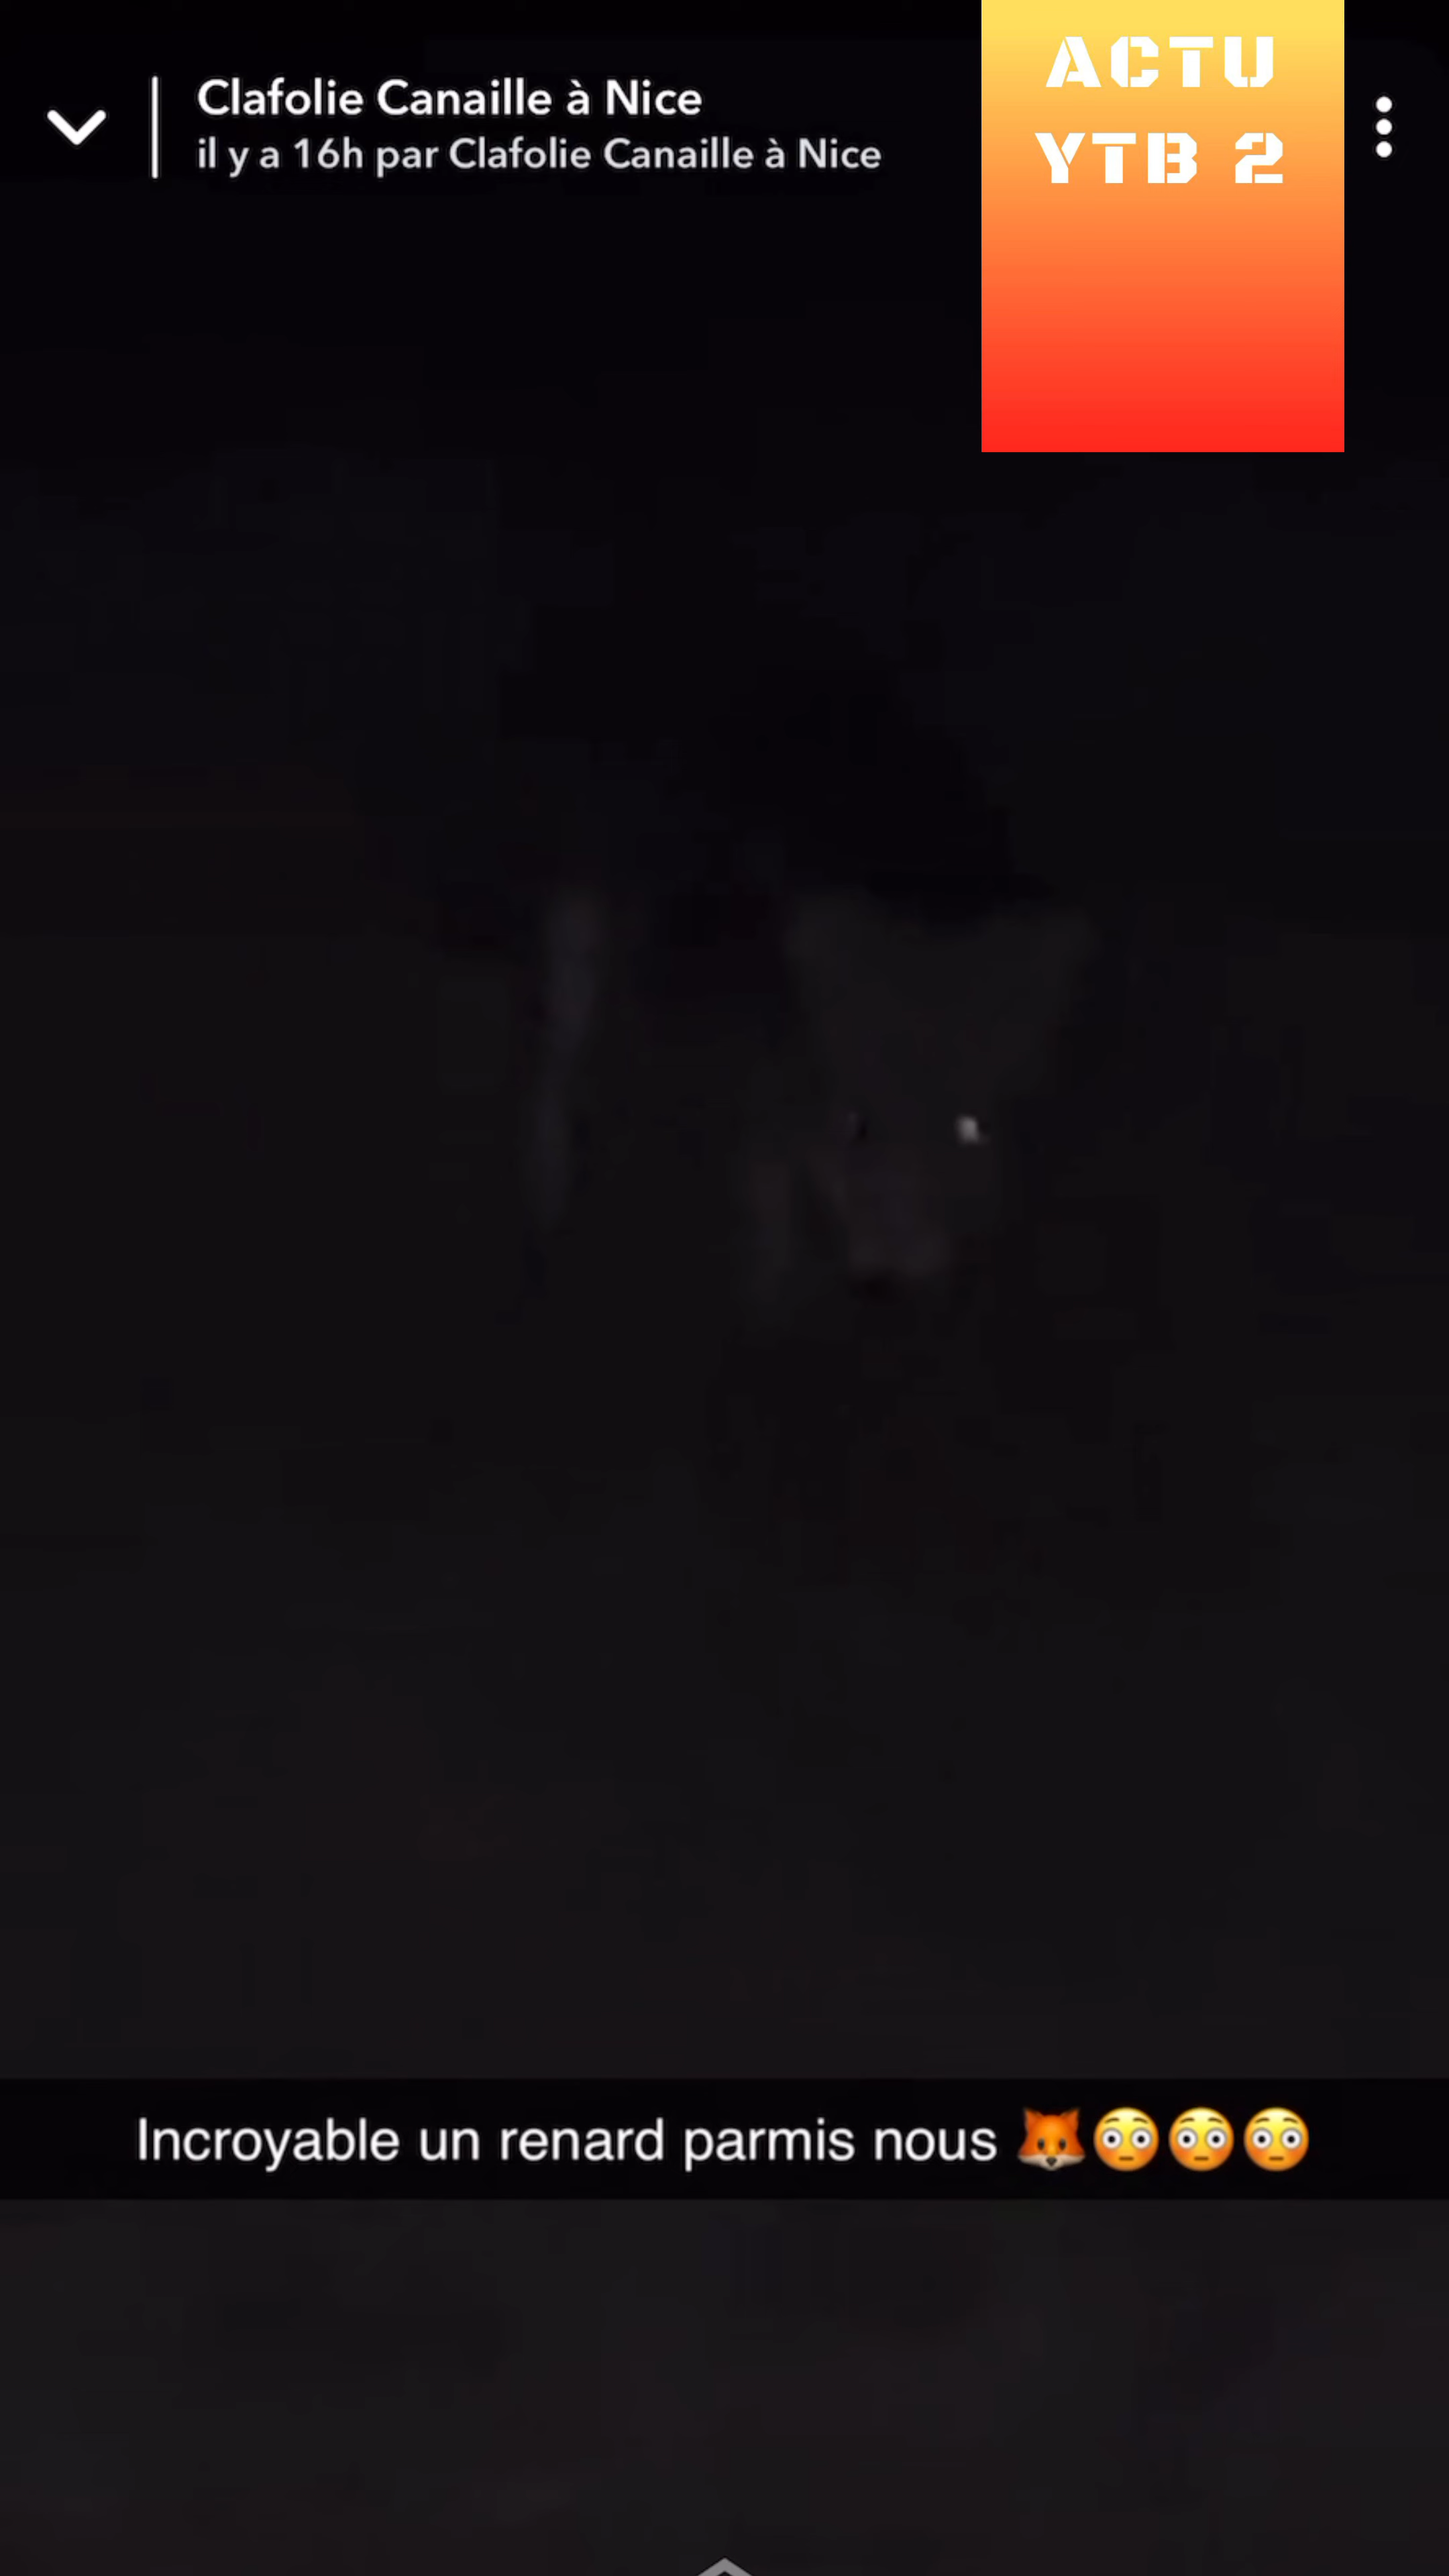 Clafolie Canaille à Nice
il y a 16h par Clafolie Canaille à Nice
ACTU
YTB 2
Incroyable un renard parmis nous 🦊😳😳😳